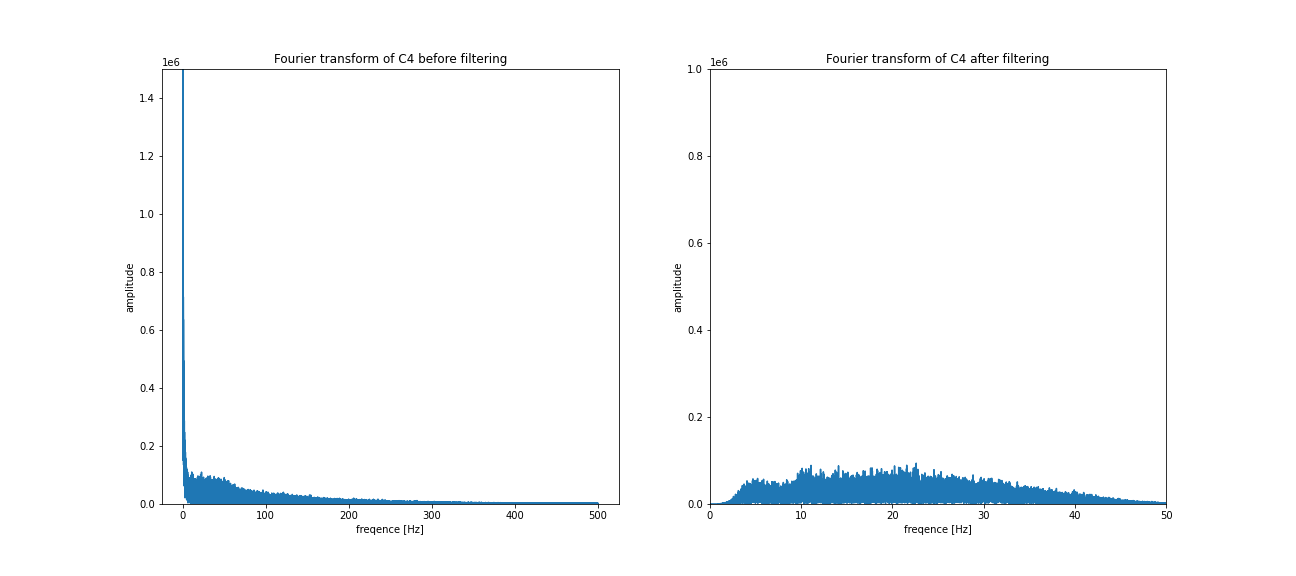 Fourier transform of C4 before filtering
1e6
1.4
1.2
1.0
0.8
0.6
0.4
0.2
0.0
amplitude
0 100 200 300 400 500
freqence [Hz]
Fourier transform of C4 after filtering
1e6
1.0
0.8
0.6
0.4
0.2
0.0
amplitude
0 10 20 30 40 50
freqence [Hz]